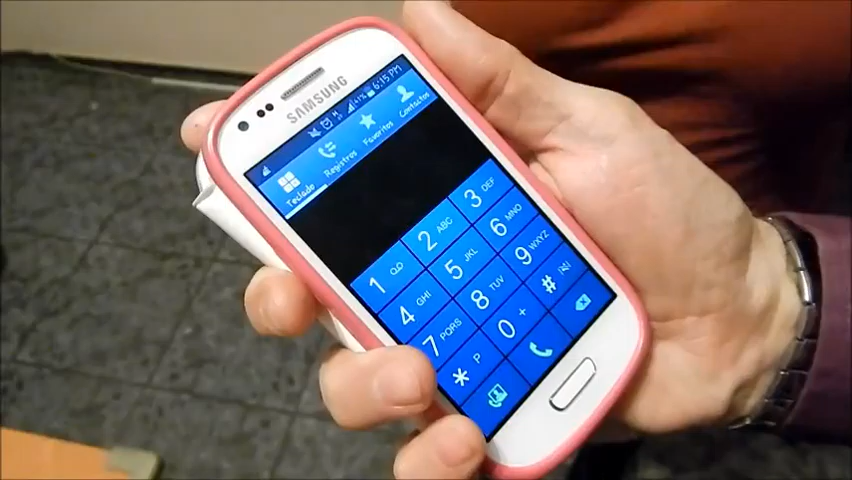 SAMSUNG
H 47% 6:15 PM
Teclado Registros Favoritos Contactos
1 2 ABC 3 DEF
4 GHI 5 JKL 6 MNO
7 PQRS 8 TUV 9 WXYZ
* P 0 + #